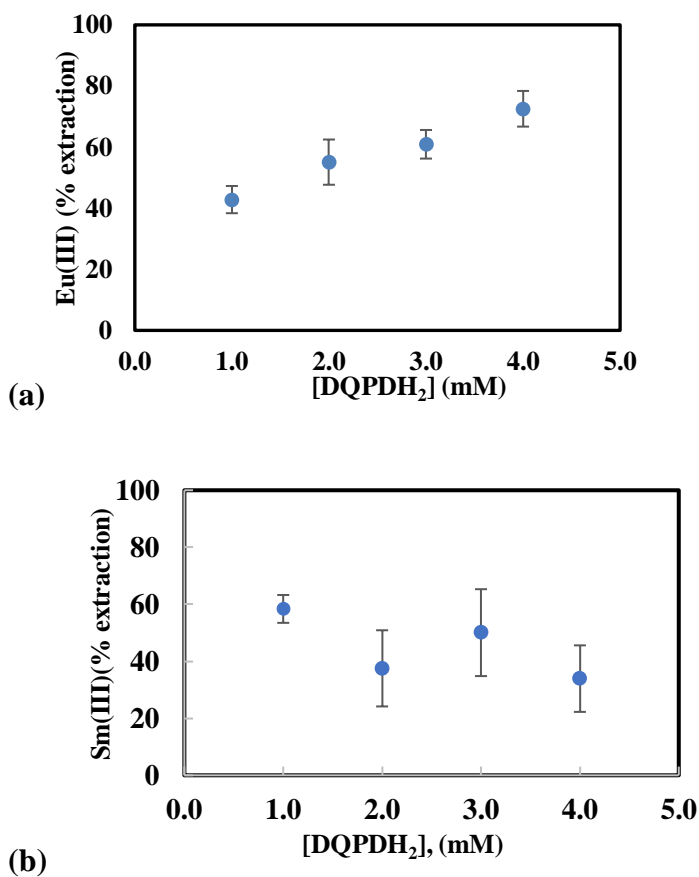 100
80
60
40
20
0
Eu(III) (% extraction)
0.0 1.0 2.0 3.0 4.0 5.0
[DQPDH₂] (mM)
(a)
100
80
60
40
20
0
Sm(III)(% extraction)
0.0 1.0 2.0 3.0 4.0 5.0
[DQPDH₂], (mM)
(b)